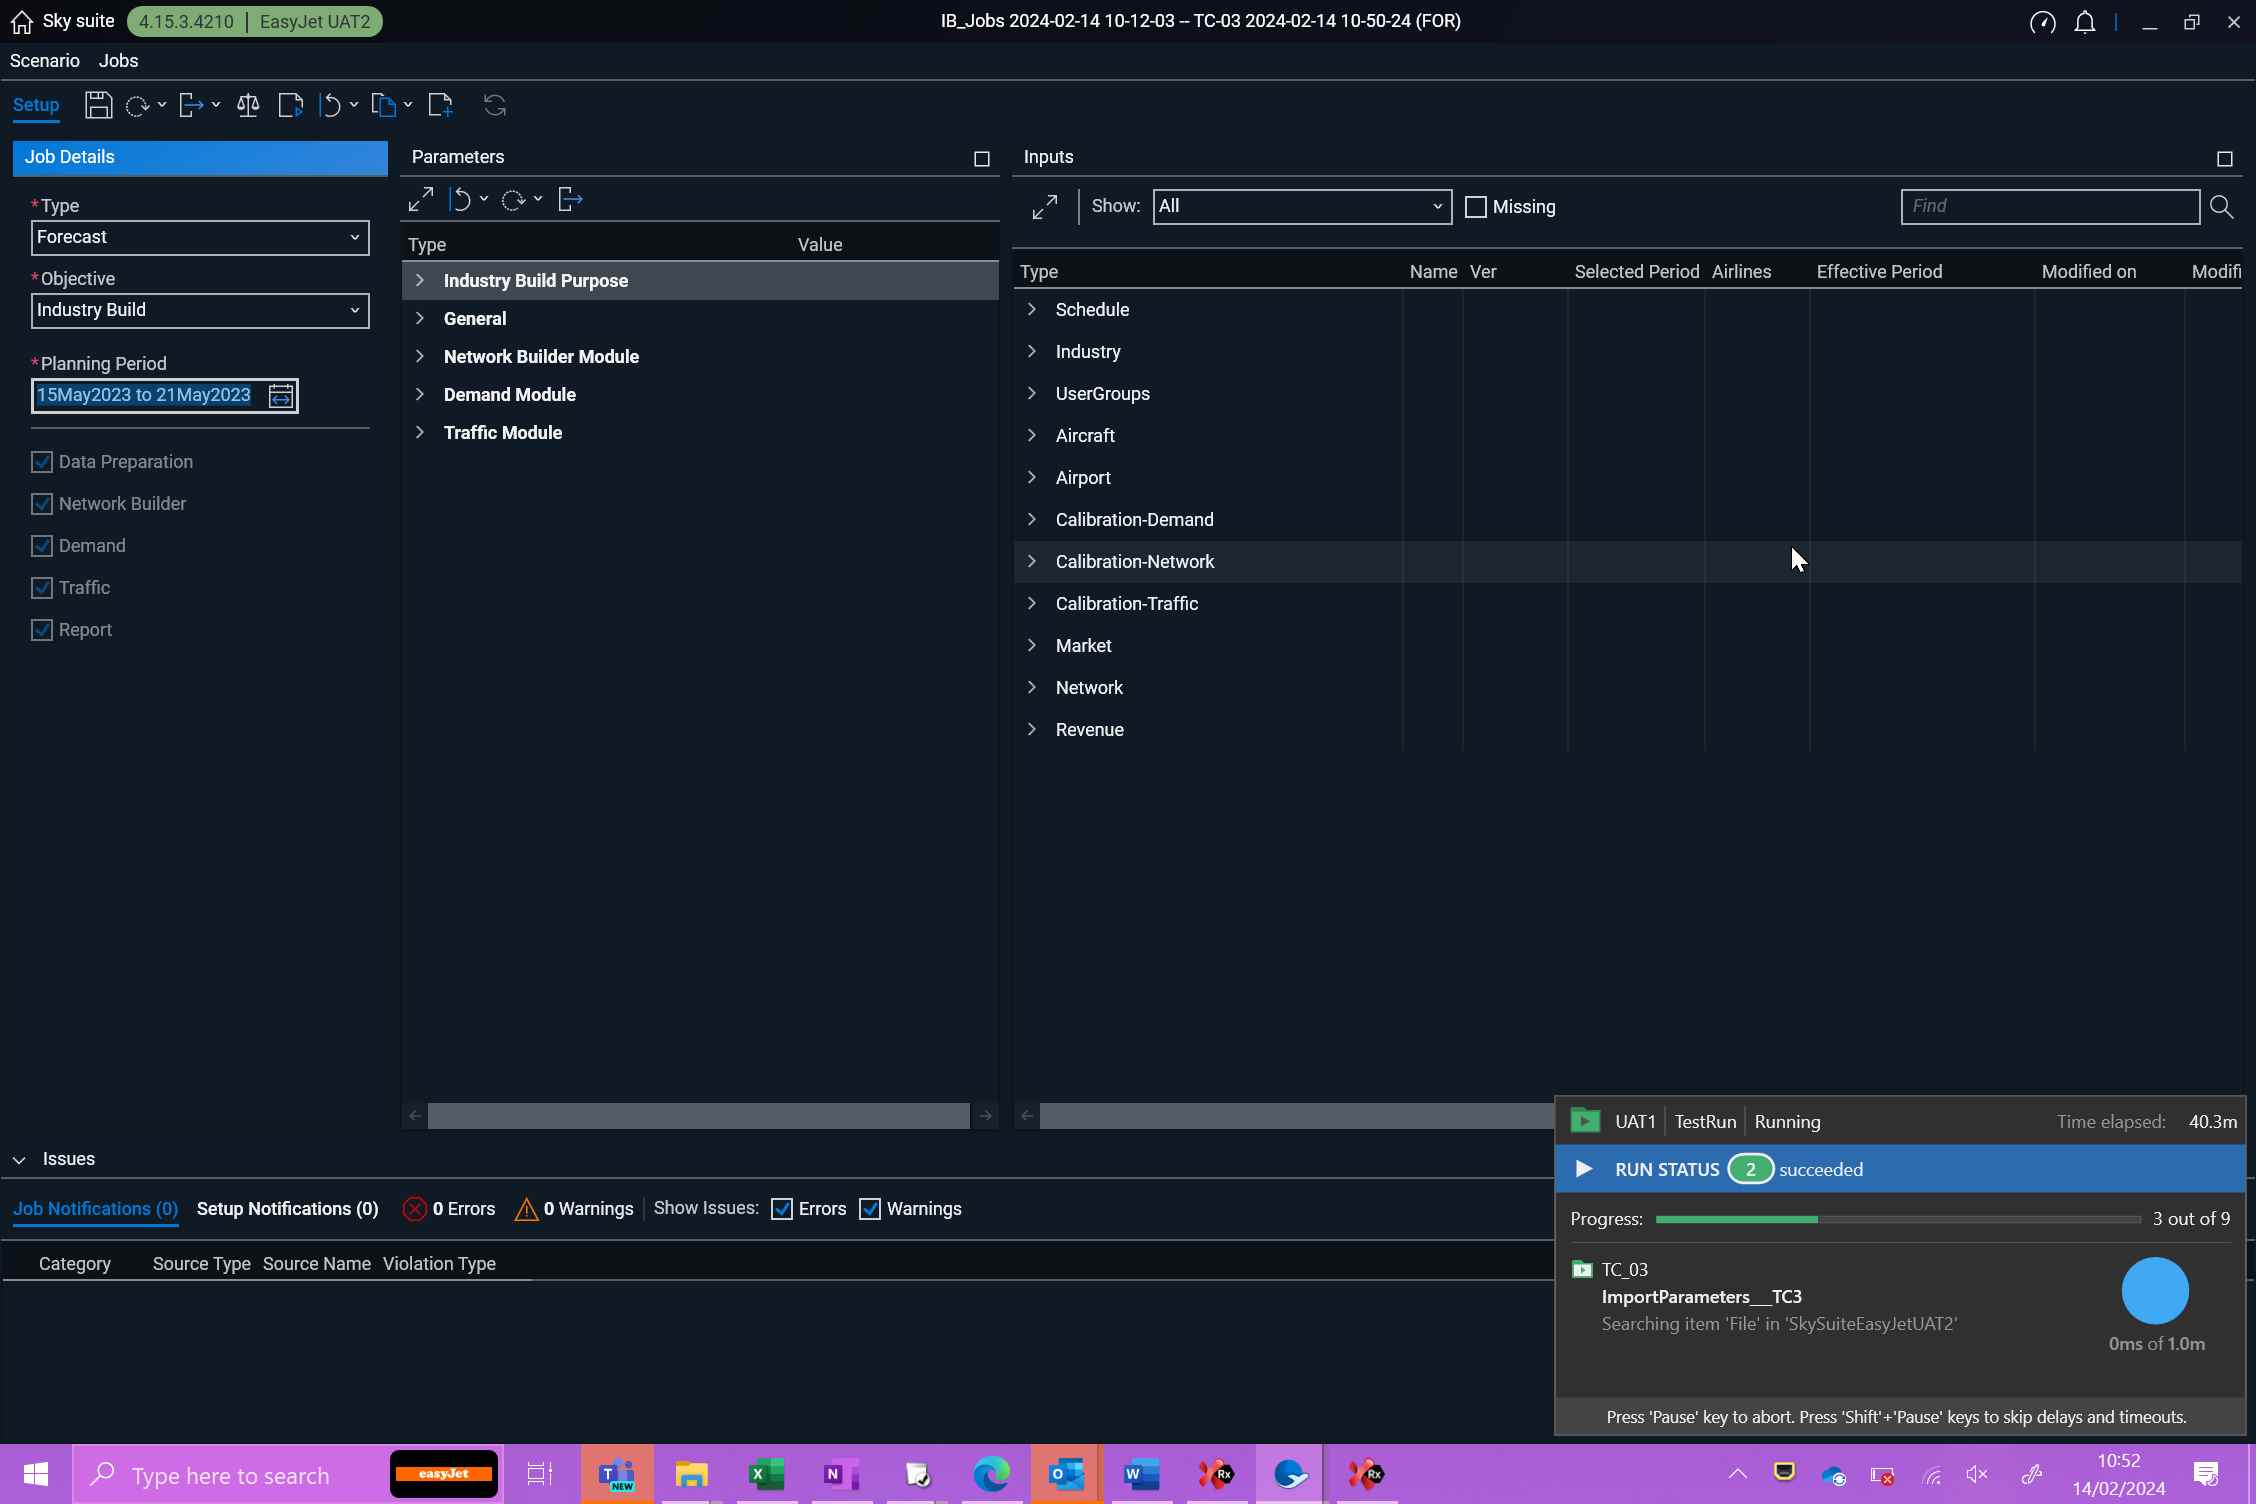 Sky suite 4.15.3.4210 | EasyJet UAT2
IB_Jobs 2024-02-14 10-12-03 -- TC-03 2024-02-14 10-50-24 (FOR)
Scenario Jobs
Setup
Job Details
*Type
Forecast
*Objective
Industry Build
*Planning Period
15May2023 to 21May2023
Data Preparation
Network Builder
Demand
Traffic
Report
Parameters
Type Value
Industry Build Purpose
General
Network Builder Module
Demand Module
Traffic Module
Inputs
Show: All Missing Find
Type Name Ver Selected Period Airlines Effective Period Modified on Modifi
Schedule
Industry
UserGroups
Aircraft
Airport
Calibration-Demand
Calibration-Network
Calibration-Traffic
Market
Network
Revenue
Issues
Job Notifications (0) Setup Notifications (0) 0 Errors 0 Warnings Show Issues: Errors Warnings
Category Source Type Source Name Violation Type
UAT1 TestRun Running Time elapsed: 40.3m
RUN STATUS 2 succeeded
Progress: 3 out of 9
TC_03
ImportParameters__TC3
Searching item 'File' in 'SkySuiteEasyJetUAT2'
0ms of 1.0m
Press 'Pause' key to abort. Press 'Shift'+'Pause' keys to skip delays and timeouts.
Type here to search
easyJet
T
NEW
X
N
O
W
Rx
Rx
10:52
14/02/2024